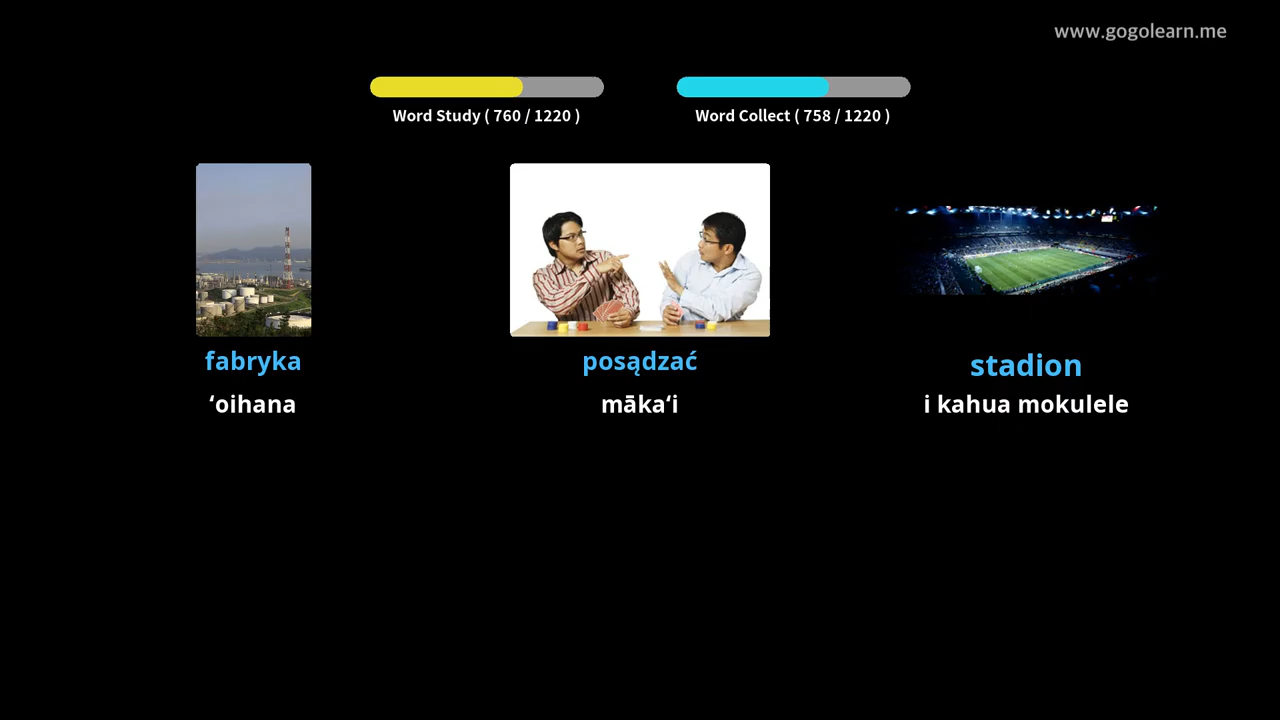 www.gogolearn.me
Word Study ( 760 / 1220 )
Word Collect ( 758 / 1220 )
fabryka
posądzać
stadion
ʻoihana
mākaʻi
i kahua mokulele